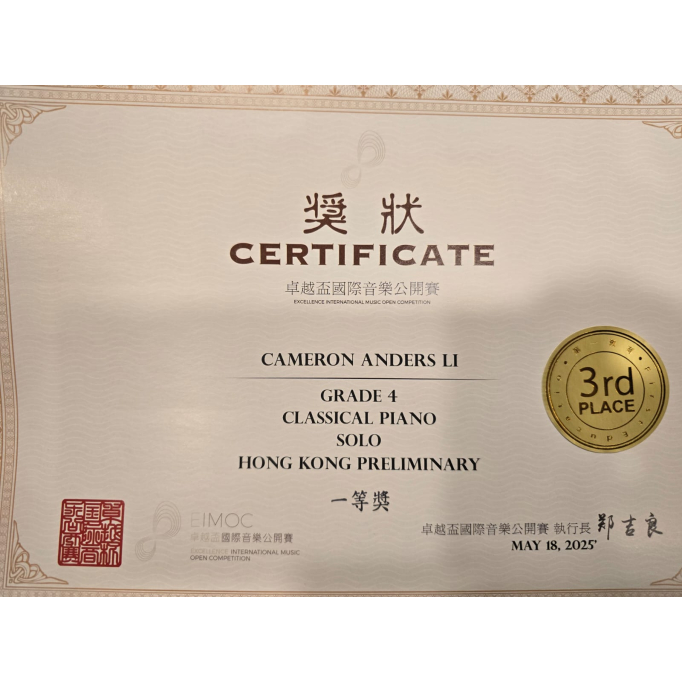 獎 狀
CERTIFICATE
卓越盃國際音樂公開賽
EXCELLENCE INTERNATIONAL MUSIC OPEN COMPETITION
CAMERON ANDERS LI
GRADE 4
CLASSICAL PIANO
SOLO
HONG KONG PRELIMINARY
一等獎
3rd
PLACE
EIMOC
卓越盃國際音樂公開賽
EXCELLENCE INTERNATIONAL MUSIC
OPEN COMPETITION
卓越盃國際音樂公開賽 執行長 郑吉良
MAY 18, 2025